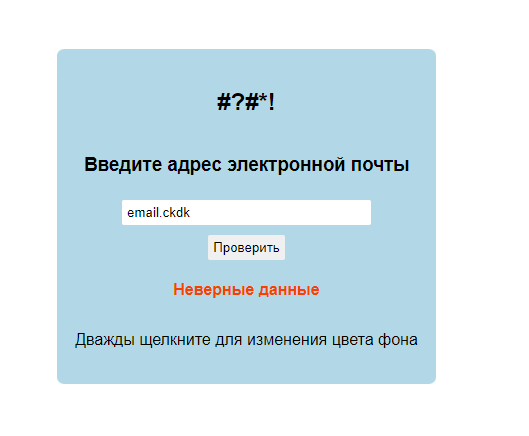 #?#*!
Введите адрес электронной почты
email.ckdk
Проверить
Неверные данные
Дважды щелкните для изменения цвета фона